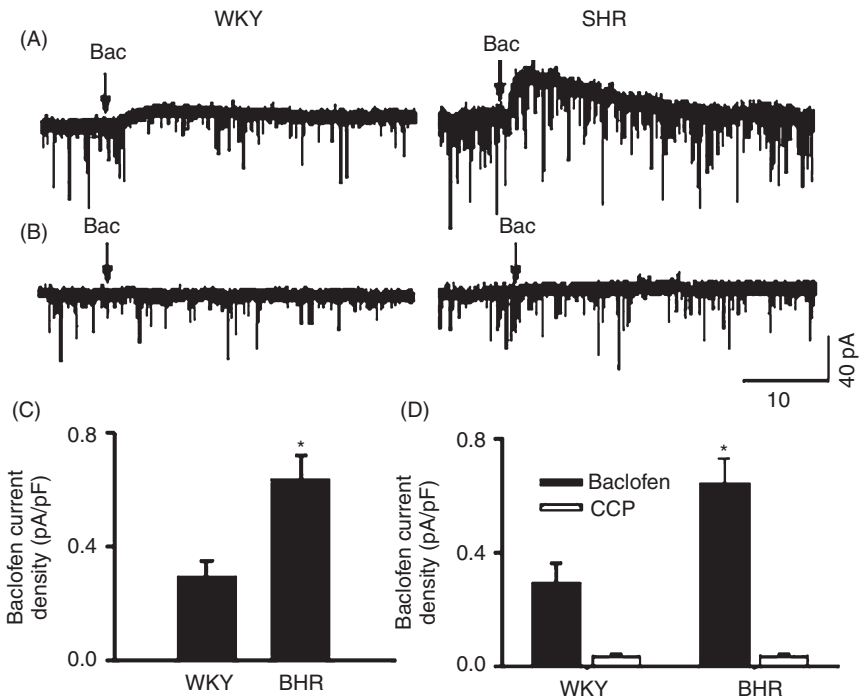 WKY
SHR
(A)
Bac
Bac
(B)
Bac
Bac
40 pA
10
(C)
Baclofen current
density (pA/pF)
0.8
0.4
0.0
*
WKY
BHR
(D)
Baclofen current
density (pA/pF)
0.8
0.4
0.0
Baclofen
CCP
*
WKY
BHR